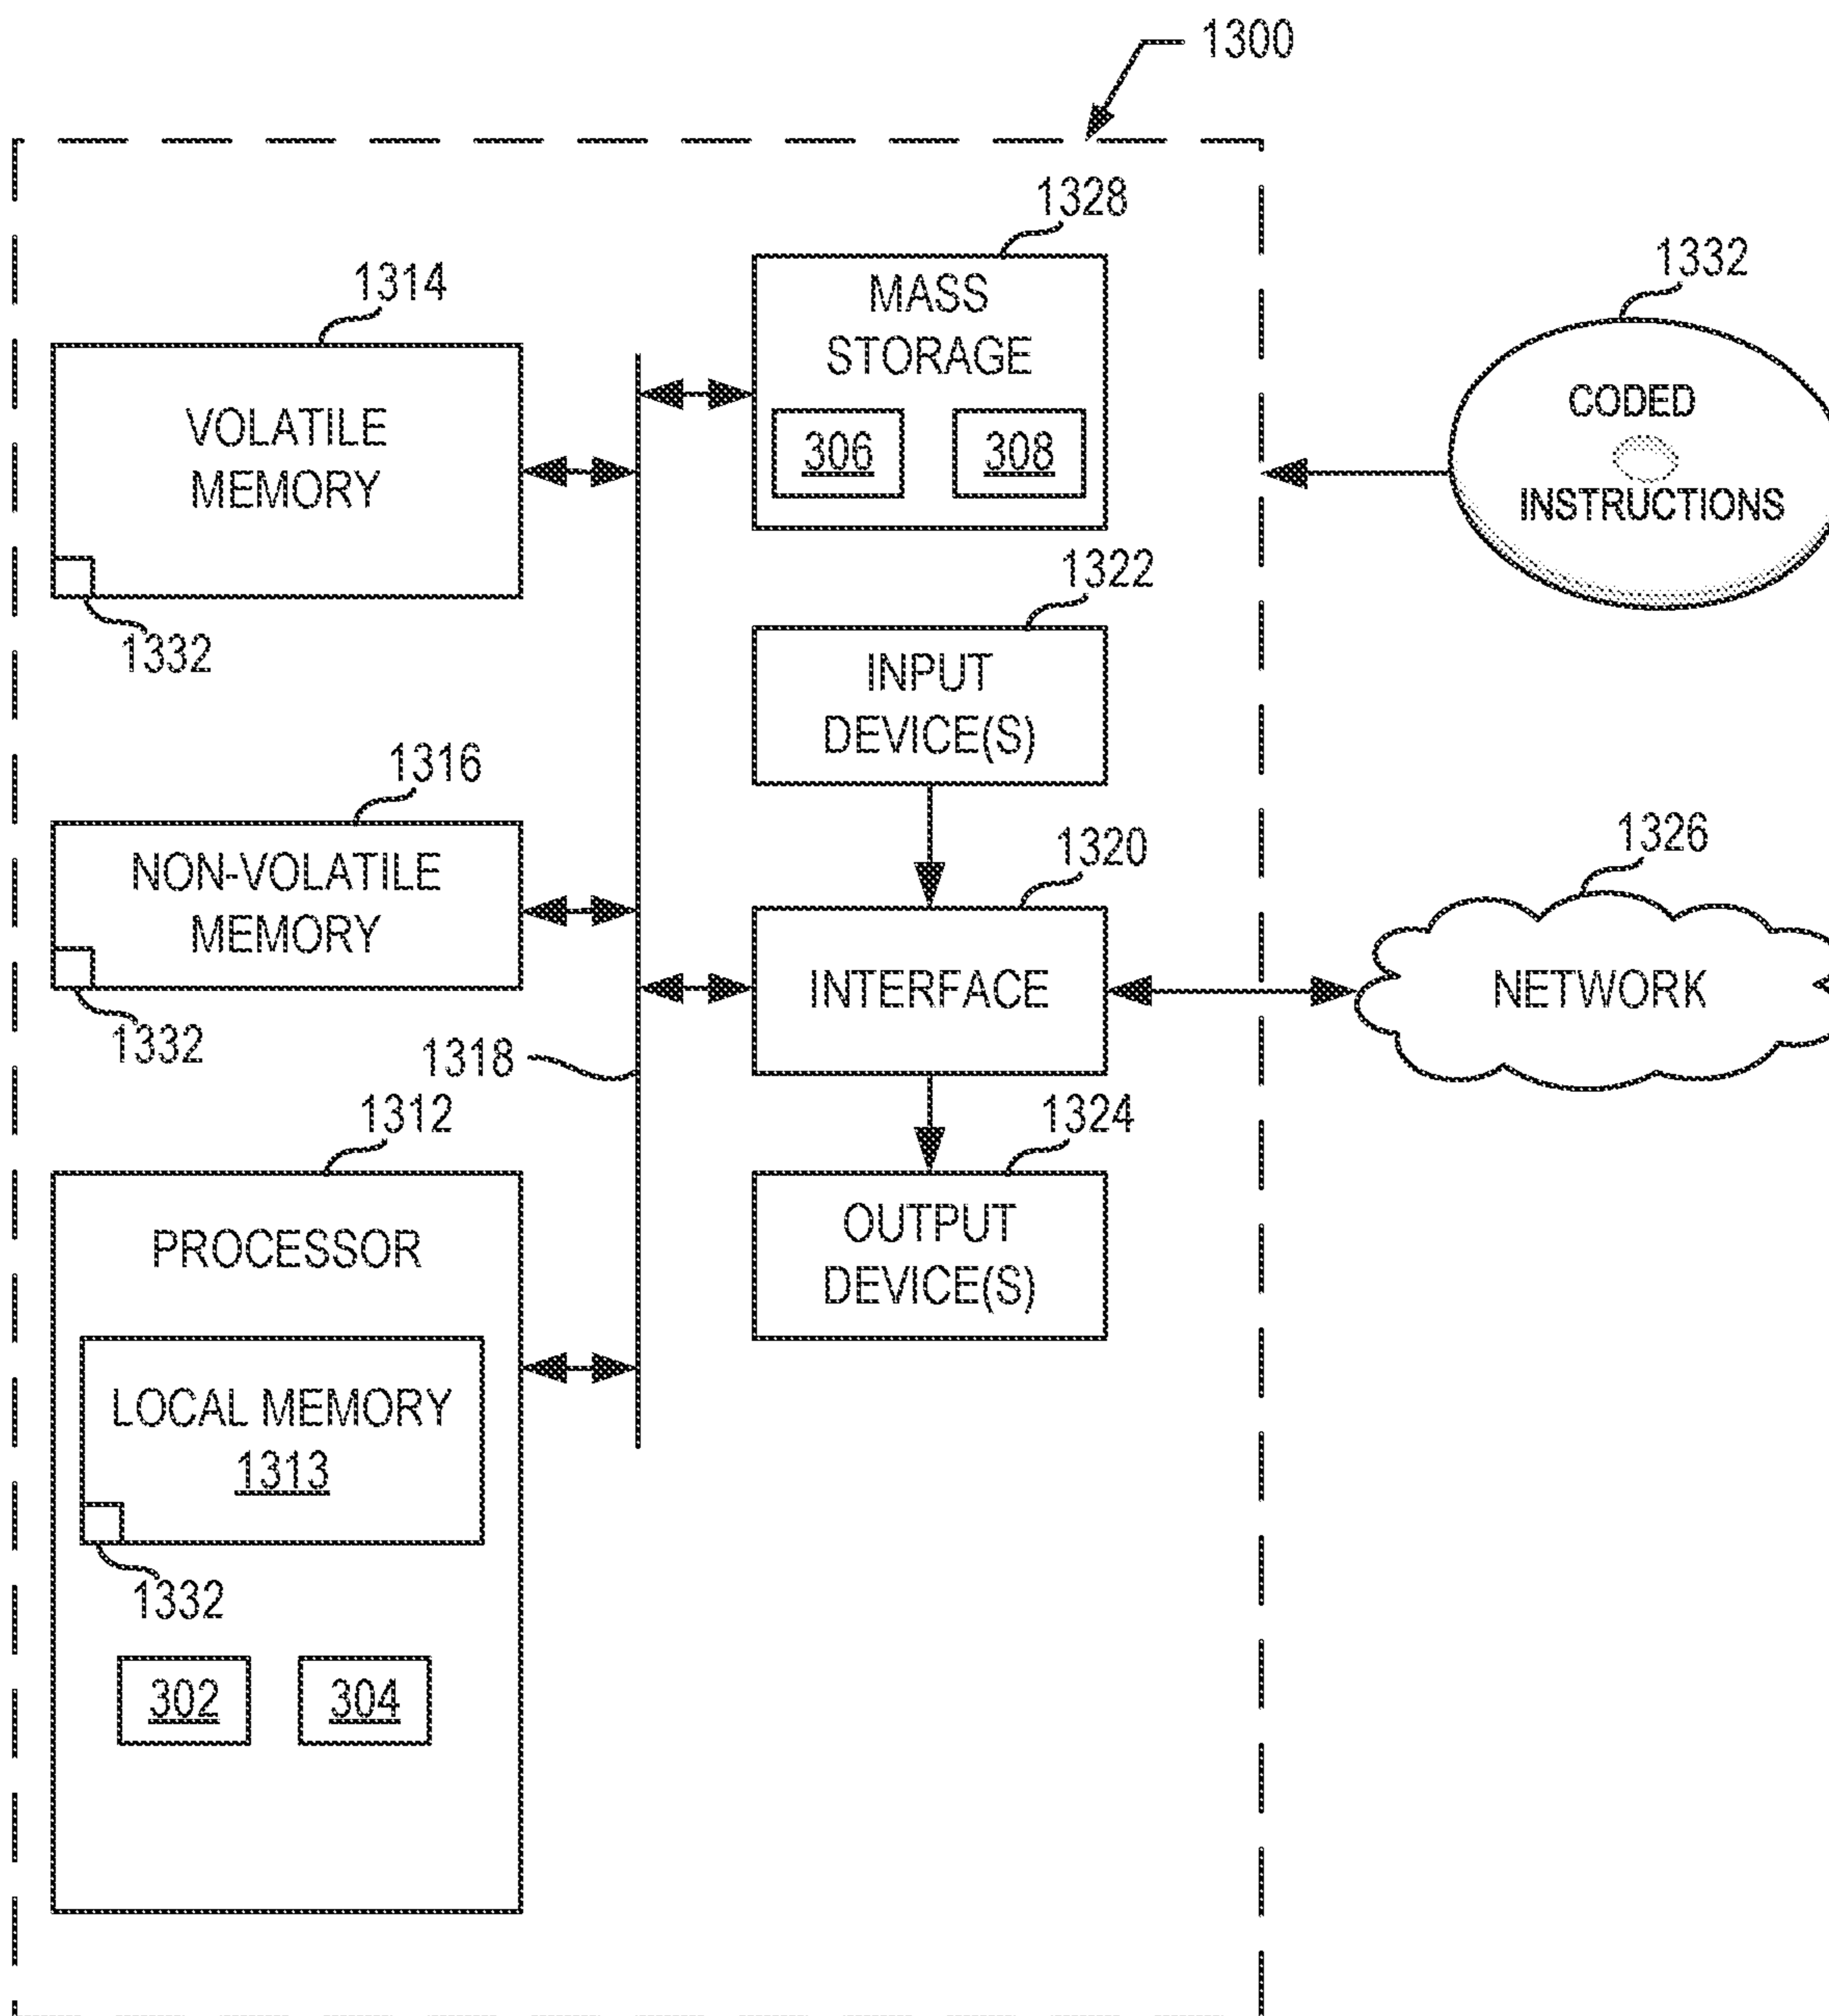 1300
1328
MASS
STORAGE
306 308
1314
VOLATILE
MEMORY
1332
1332
CODED
INSTRUCTIONS
1322
INPUT
DEVICE(S)
1316
NON-VOLATILE
MEMORY
1332
1320
INTERFACE
1326
NETWORK
1318
1312
PROCESSOR
LOCAL MEMORY
1313
1332
302 304
1324
OUTPUT
DEVICE(S)